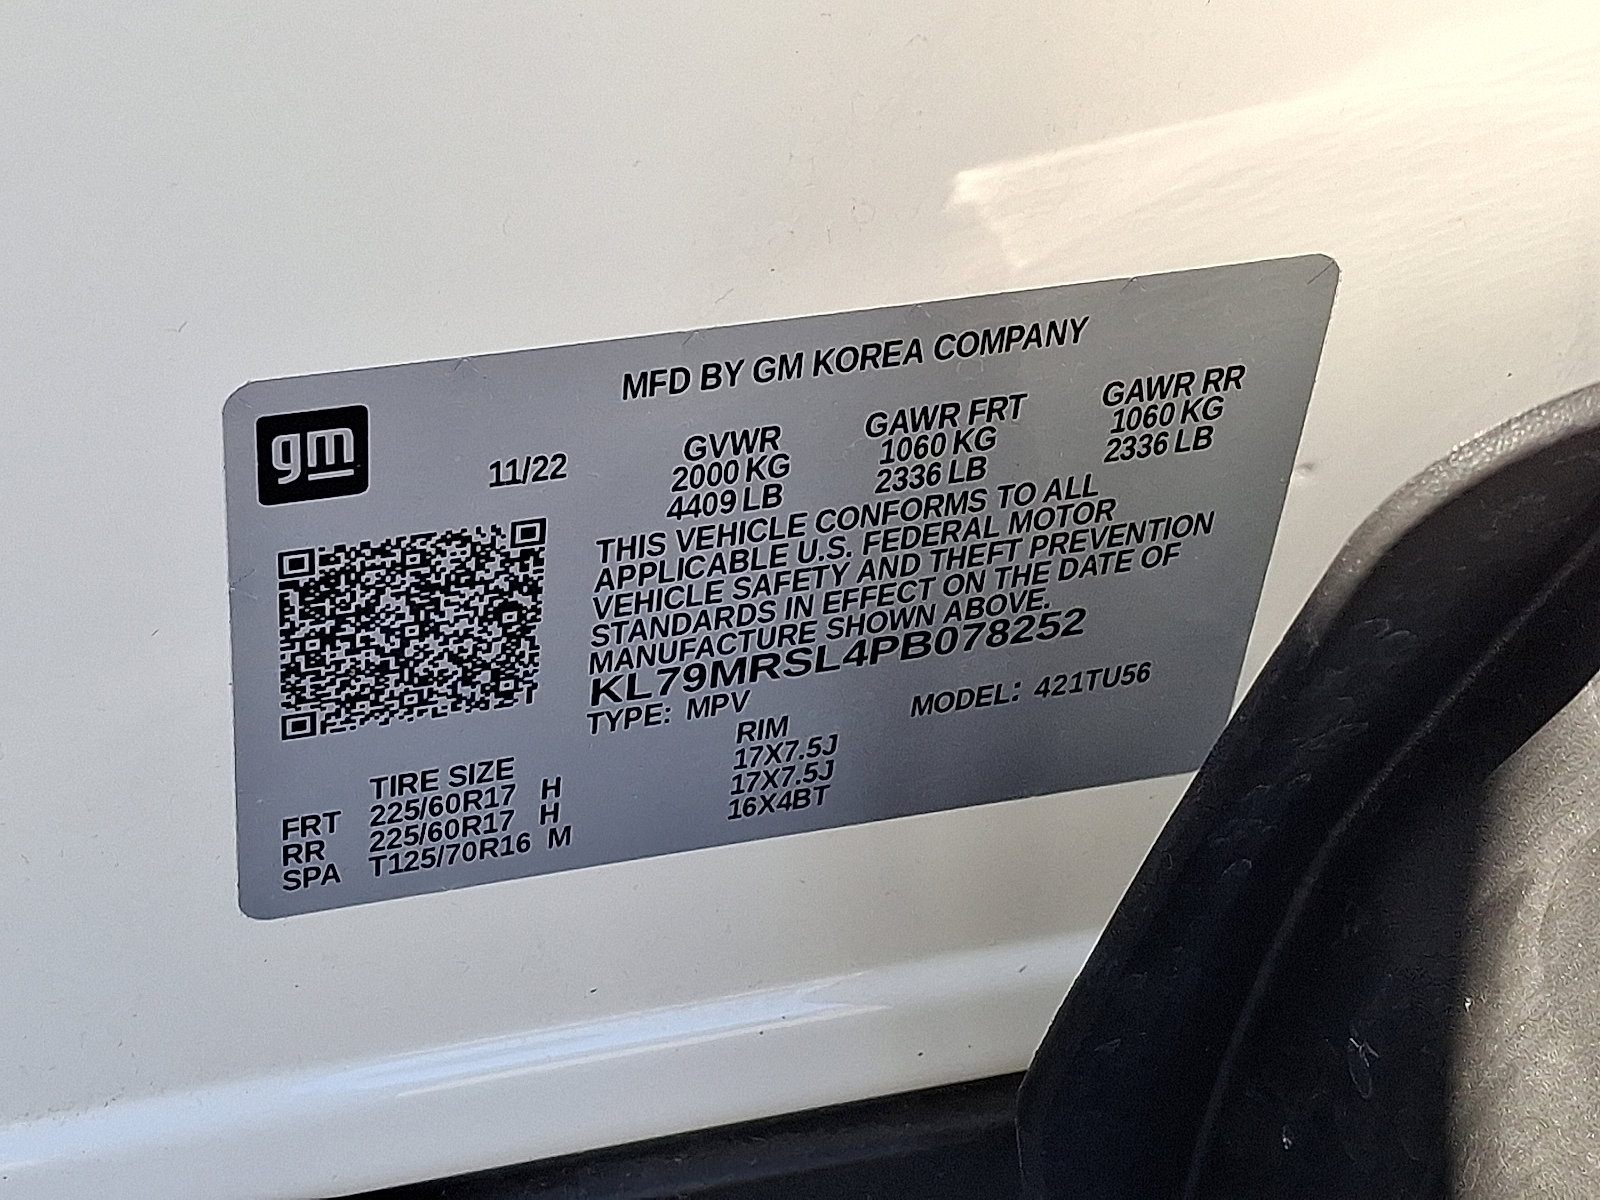 MFD BY GM KOREA COMPANY
gm
11/22
GVWR GAWR FRT GAWR RR
2000 KG 1060 KG 1060 KG
4409 LB 2336 LB 2336 LB
THIS VEHICLE CONFORMS TO ALL
APPLICABLE U.S. FEDERAL MOTOR
VEHICLE SAFETY AND THEFT PREVENTION
STANDARDS IN EFFECT ON THE DATE OF
MANUFACTURE SHOWN ABOVE.
KL79MRSL4PB078252
TYPE: MPV MODEL: 421TU56
TIRE SIZE RIM
FRT 225/60R17 H 17X7.5J
RR 225/60R17 H 17X7.5J
SPA T125/70R16 M 16X4BT